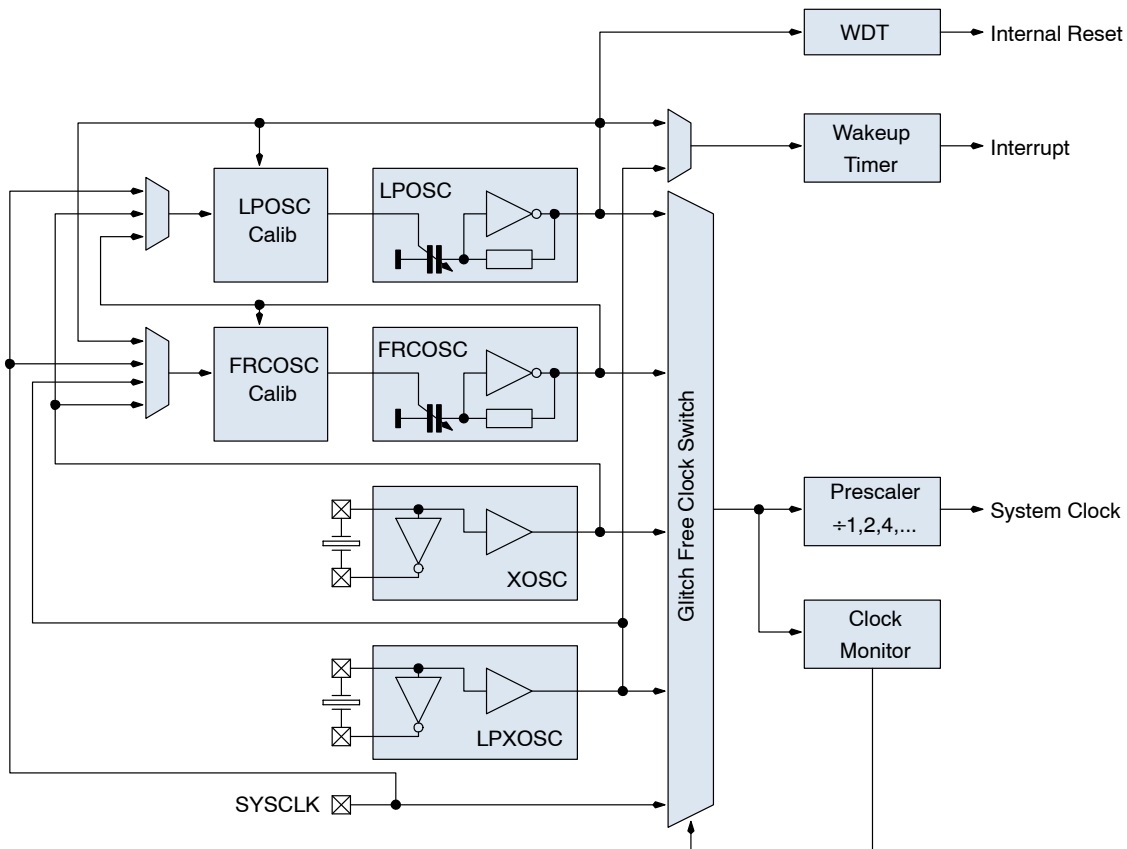 WDT
Internal Reset
Wakeup
Timer
Interrupt
LPOSC
Calib
LPOSC
FRCOSC
Calib
FRCOSC
Glitch Free Clock Switch
XOSC
Prescaler
÷1,2,4,...
System Clock
Clock
Monitor
LPXOSC
SYSCLK